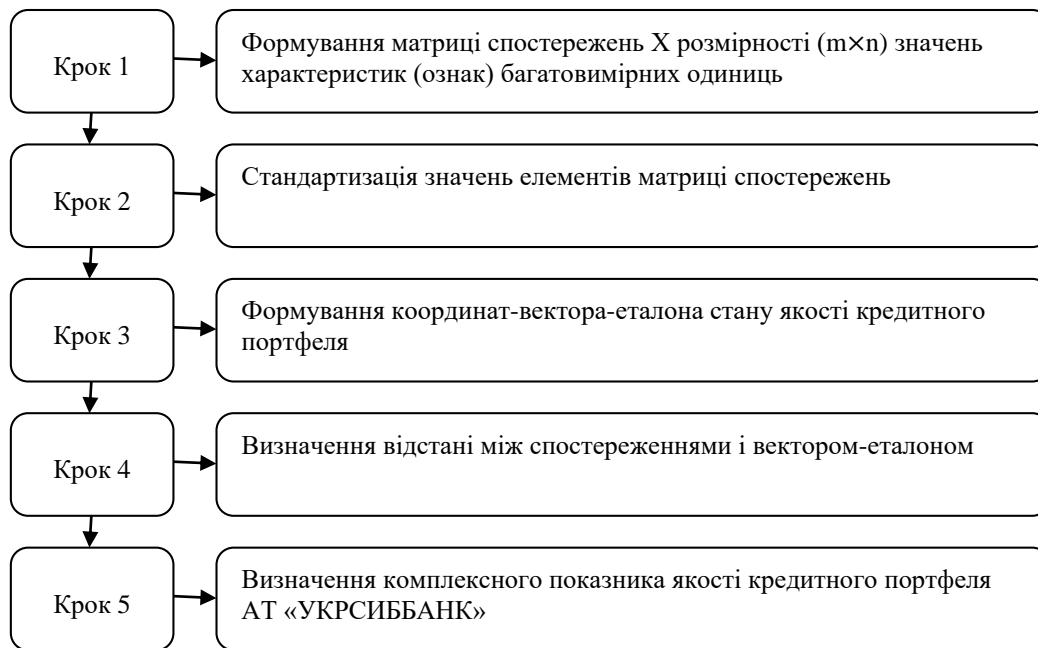 Крок 1
Формування матриці спостережень X розмірності (m×n) значень
характеристик (ознак) багатовимірних одиниць
Крок 2
Стандартизація значень елементів матриці спостережень
Крок 3
Формування координат-вектора-еталона стану якості кредитного
портфеля
Крок 4
Визначення відстані між спостереженнями і вектором-еталоном
Крок 5
Визначення комплексного показника якості кредитного портфеля
АТ «УКРСИББАНК»